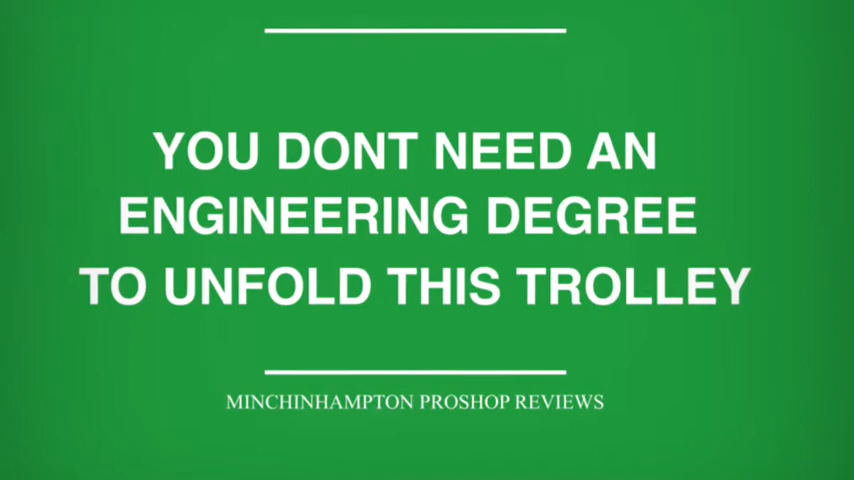 YOU DONT NEED AN
ENGINEERING DEGREE
TO UNFOLD THIS TROLLEY
MINCHINHAMPTON PROSHOP REVIEWS